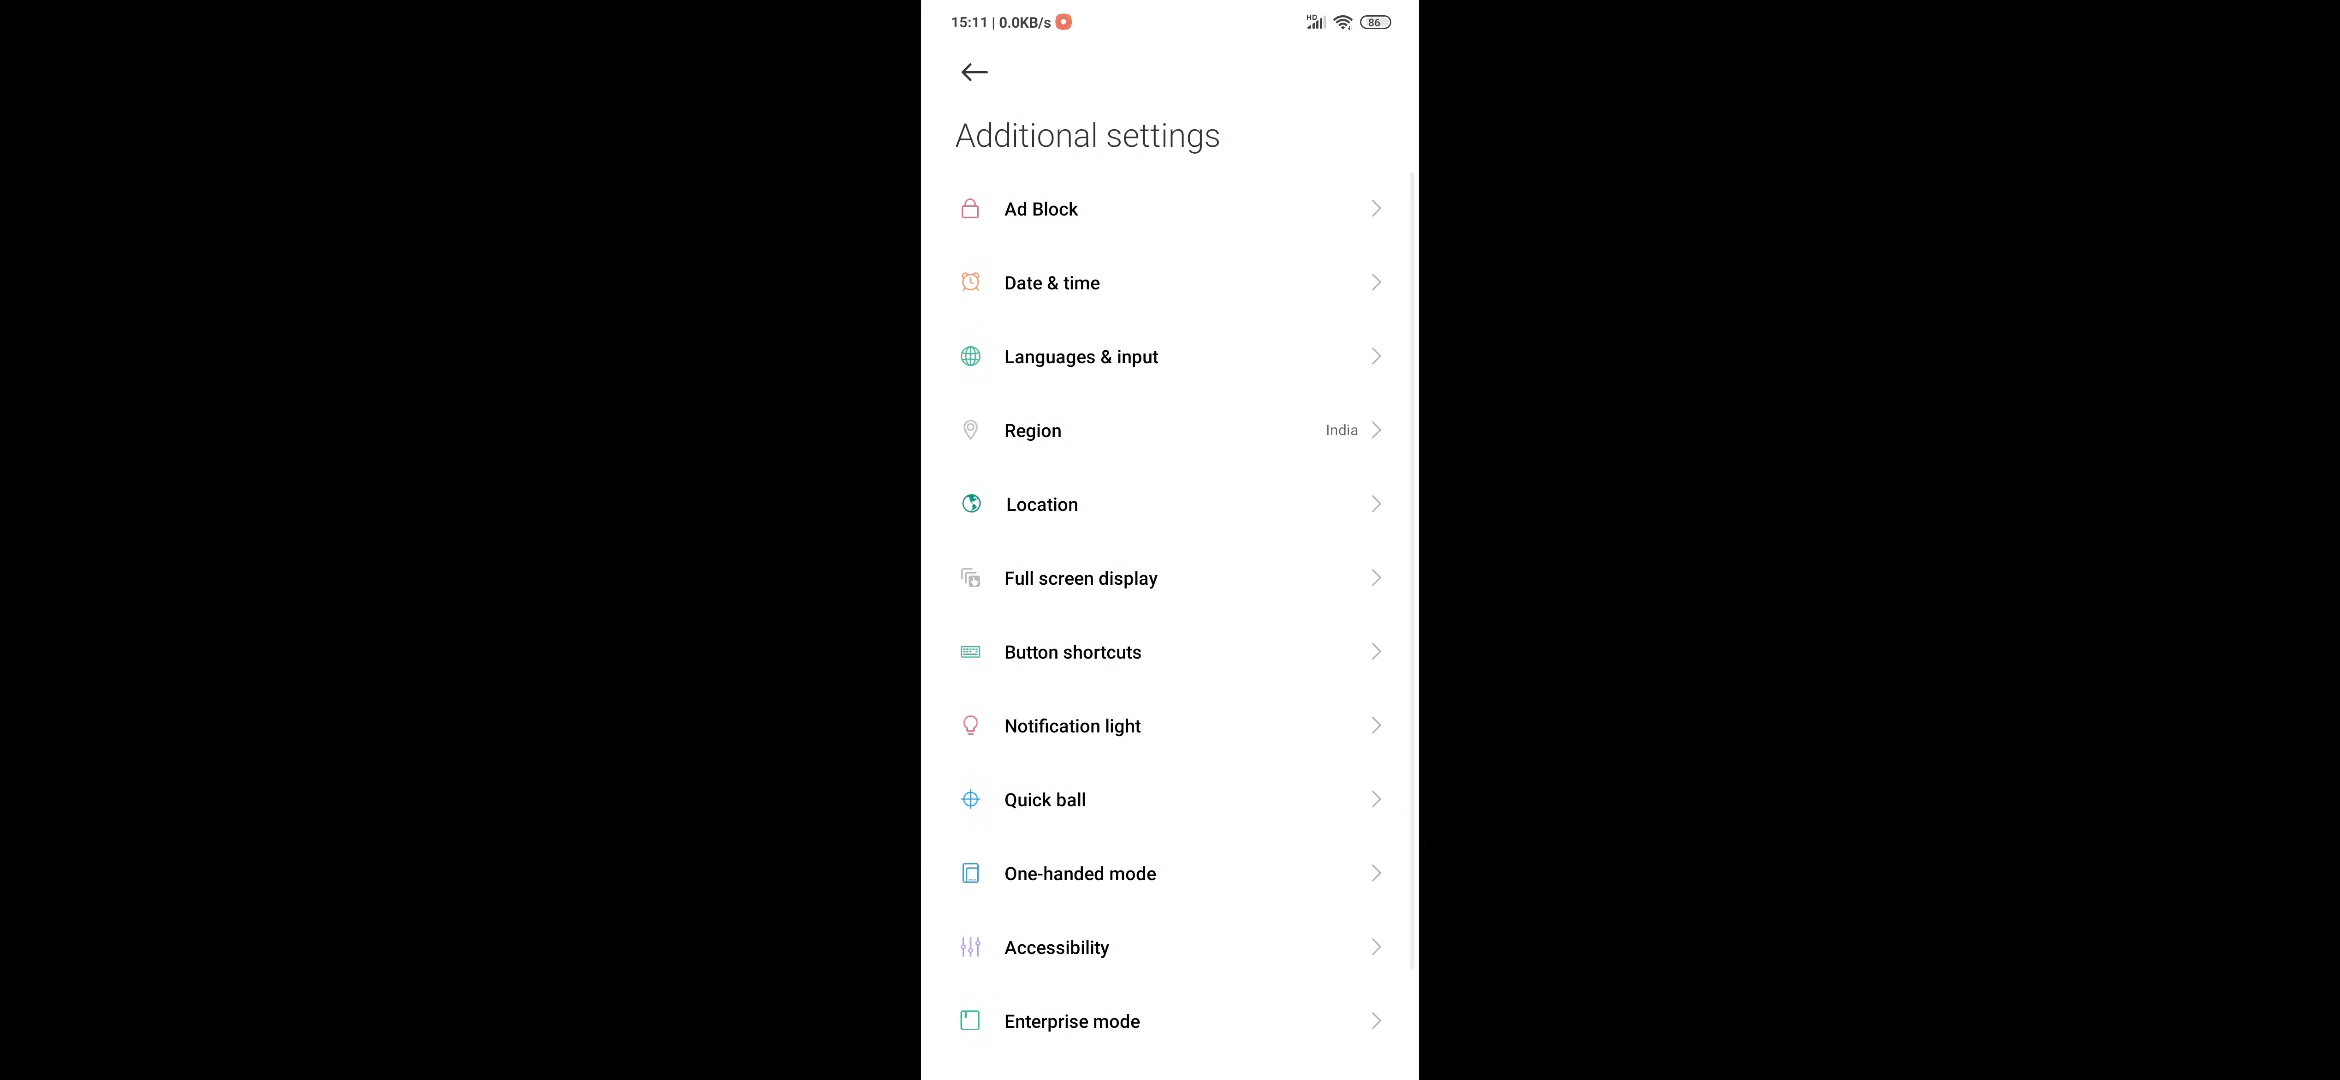 15:11 | 0.0KB/s HD 86
Additional settings
Ad Block
Date & time
Languages & input
Region India
Location
Full screen display
Button shortcuts
Notification light
Quick ball
One-handed mode
Accessibility
Enterprise mode